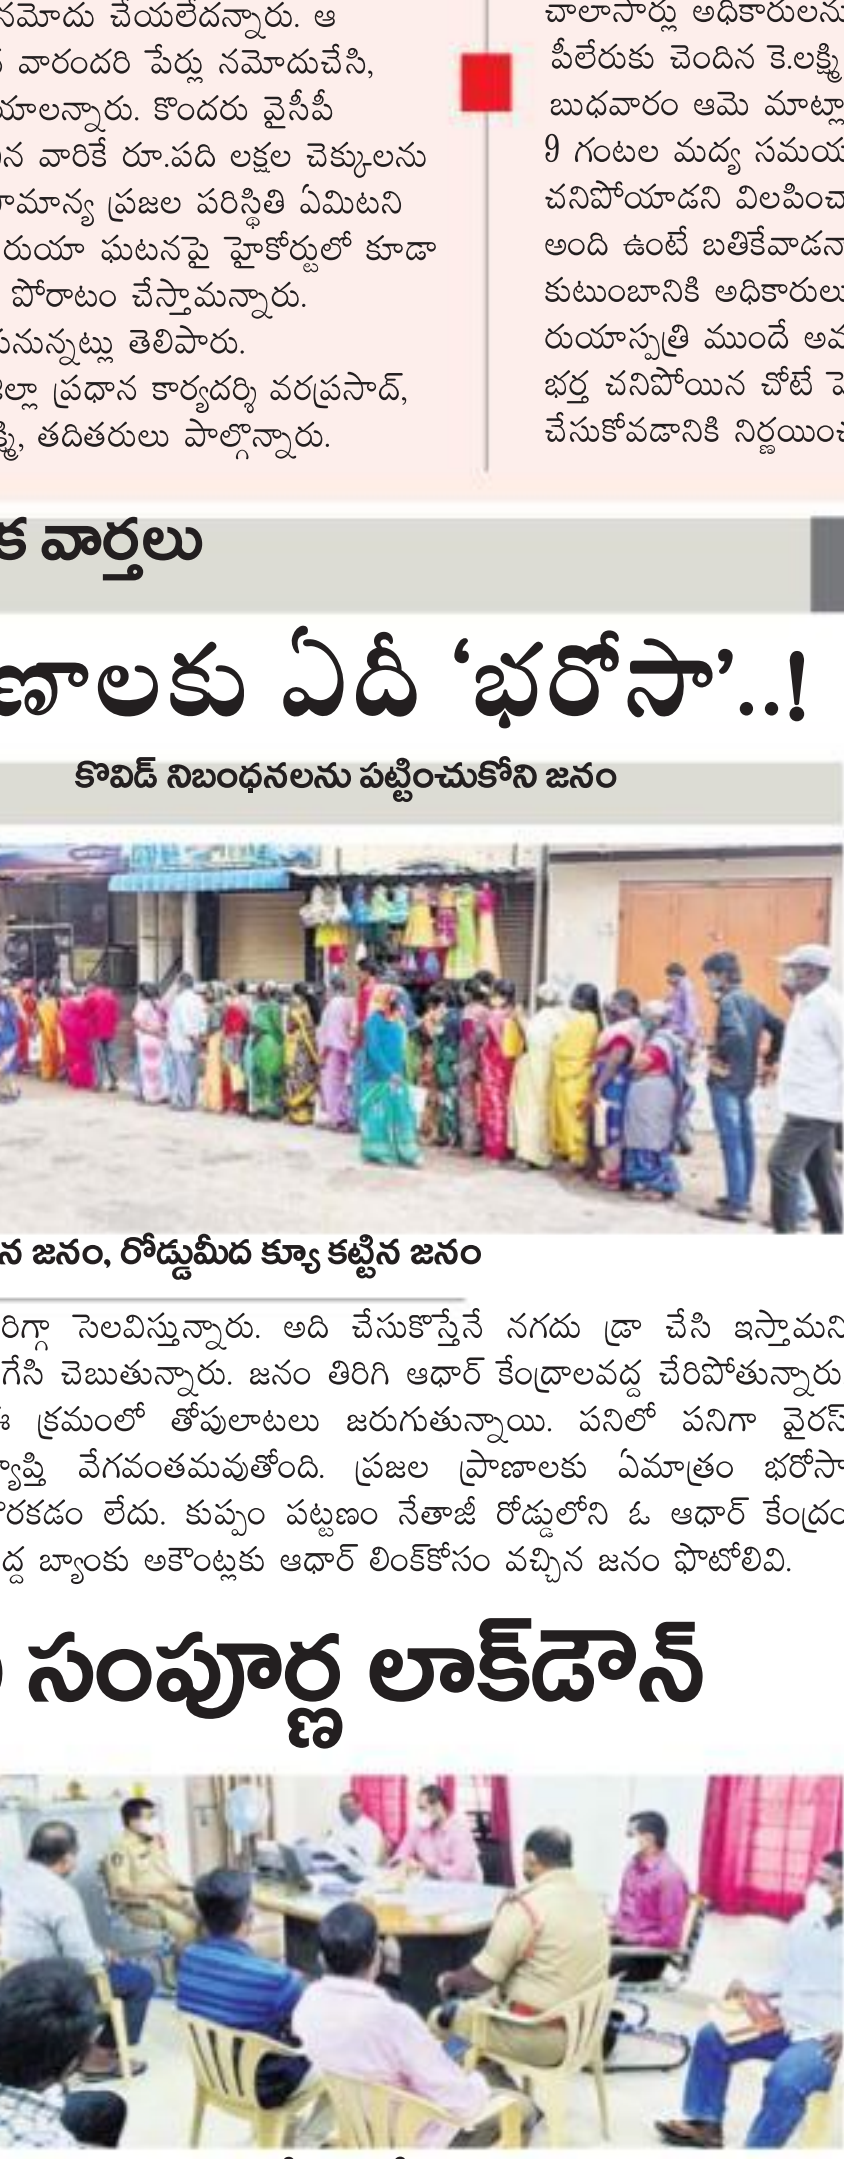 నమోదు చేయలేదన్నారు. ఆ
వారందరి పేర్లు నమోదుచేసి,
యాలన్నారు. కొందరు వైసీపీ
న వారికే రూ.పది లక్షల చెక్కులను
ామాన్య ప్రజల పరిస్థితి ఏమిటని
రుయా ఘటనపై హైకోర్టులో కూడా
పోరాటం చేస్తామన్నారు.
నున్నట్లు తెలిపారు.
ల్లా ప్రధాన కార్యదర్శి వరప్రసాద్,
తదితరులు పాల్గొన్నారు.
చాలాసార్లు అధికారులను
పీలేరుకు చెందిన కె.లక్ష్మి
బుధవారం ఆమె మాట్లా
9 గంటల మద్య సమయ
చనిపోయాడని విలపించా
అంది ఉంటే బతికేవాడనా
కుటుంబానికి అధికారులు
రుయాస్పత్రి ముందే అమ
భర్త చనిపోయిన చోటే
చేసుకోవడానికి నిర్ణయించ
క వార్తలు
ణాలకు ఏదీ ‘భరోసా’..!
కొవిడ్ నిబంధనలను పట్టించుకోని జనం
న జనం, రోడ్డుమీద క్యూ కట్టిన జనం
రిగ్గా సెలవిస్తున్నారు. అది చేసుకొస్తేనే నగదు డ్రా చేసి ఇస్తామని
గేసి చెబుతున్నారు. జనం తిరిగి ఆధార్ కేంద్రాలవద్ద చేరిపోతున్నారు
ఈ క్రమంలో తోపులాటలు జరుగుతున్నాయి. పనిలో పనిగా వైరస్
వ్యాప్తి వేగవంతమవుతోంది. ప్రజల ప్రాణాలకు ఏమాత్రం భరోసా
ొరకడం లేదు. కుప్పం పట్టణం నేతాజీ రోడ్డులోని ఓ ఆధార్ కేంద్రం
ద్ద బ్యాంకు అకౌంట్లకు ఆధార్ లింక్‌కోసం వచ్చిన జనం ఫొటోలివి.
సంపూర్ణ లాక్‌డౌన్